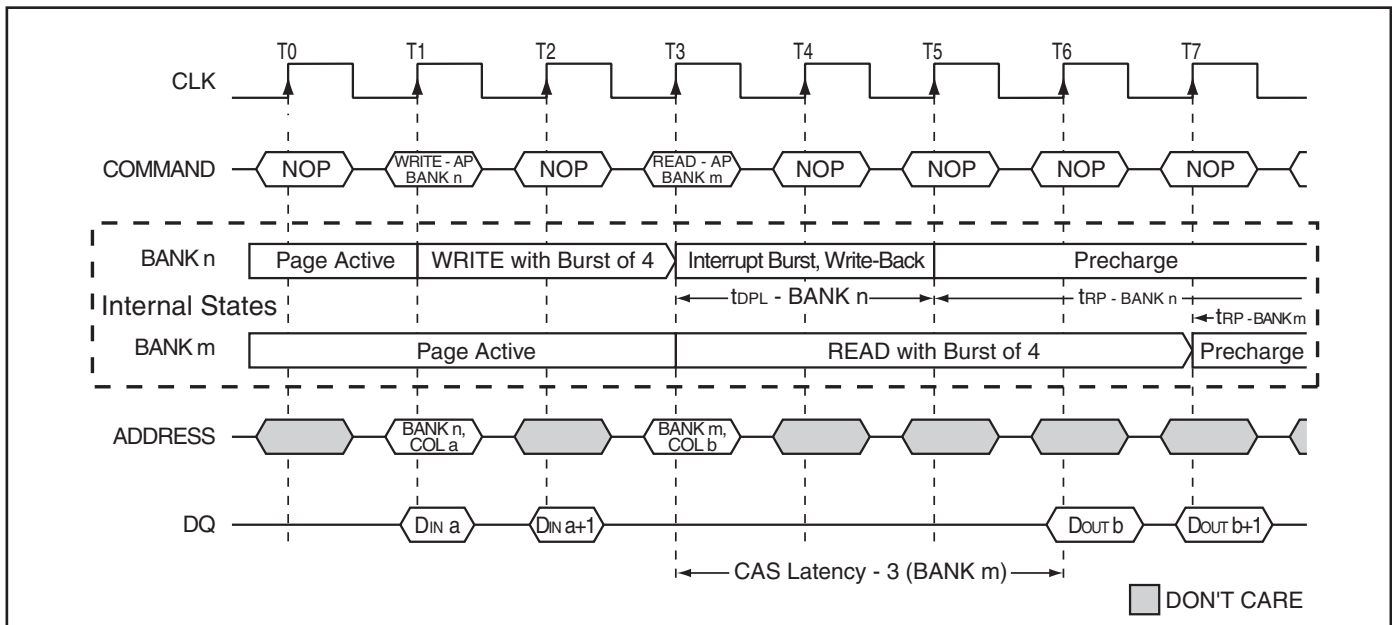 T0 T1 T2 T3 T4 T5 T6 T7
CLK
COMMAND NOP WRITE - AP BANK n NOP READ - AP BANK m NOP NOP NOP NOP
BANK n Page Active WRITE with Burst of 4 Interrupt Burst, Write-Back Precharge
tDPL - BANK n tRP - BANK n
Internal States
tRP - BANK m
BANK m Page Active READ with Burst of 4 Precharge
ADDRESS BANK n, COL a BANK m, COL b
DQ DIN a DIN a+1 DOUT b DOUT b+1
CAS Latency - 3 (BANK m)
DON'T CARE